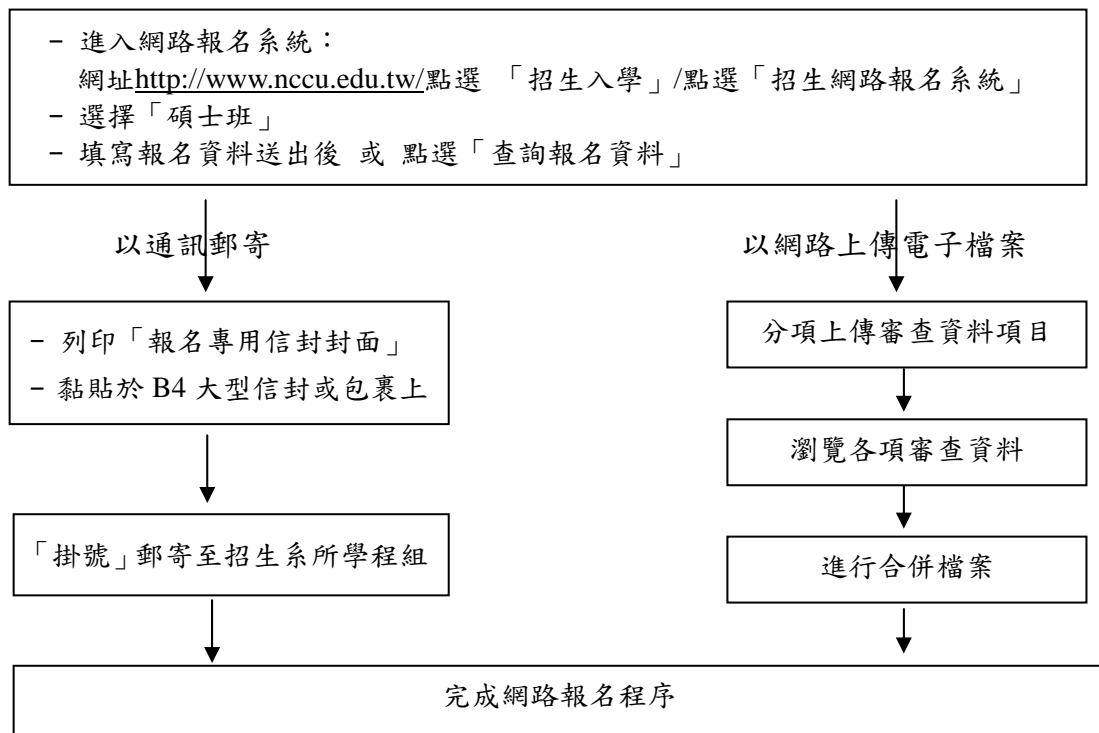 - 進入網路報名系統：
網址http://www.nccu.edu.tw/點選 「招生入學」/點選「招生網路報名系統」
- 選擇「碩士班」
- 填寫報名資料送出後 或 點選「查詢報名資料」
以通訊郵寄
- 列印「報名專用信封封面」
- 黏貼於 B4 大型信封或包裹上
「掛號」郵寄至招生系所學程組
以網路上傳電子檔案
分項上傳審查資料項目
瀏覽各項審查資料
進行合併檔案
完成網路報名程序